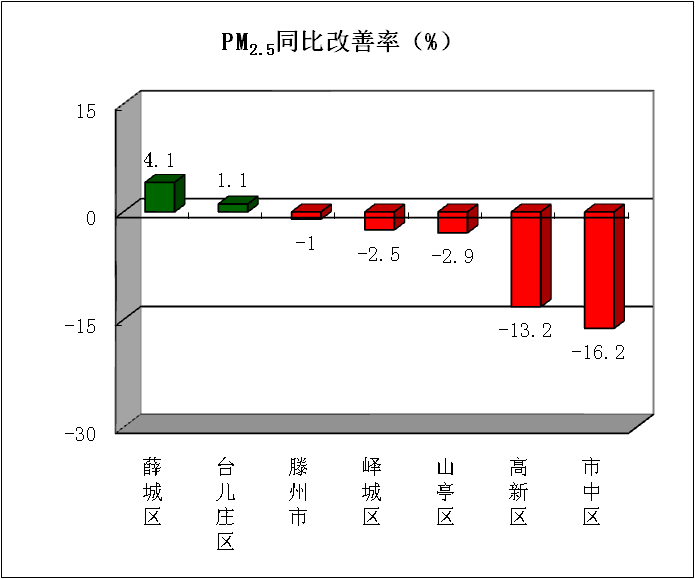 PM2.5同比改善率（%）
15
4.1
1.1
0
-1
-2.5
-2.9
-15
-13.2
-16.2
-30
薛城区
台儿庄区
滕州市
峄城区
山亭区
高新区
市中区